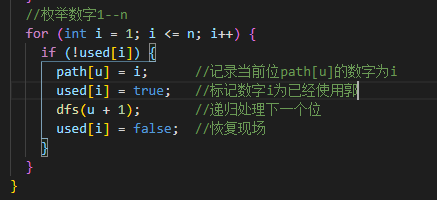 //枚举数字1--n
for (int i = 1; i <= n; i++) {
if (!used[i]) {
path[u] = i; //记录当前位path[u]的数字为i
used[i] = true; //标记数字i为已经使用郭
dfs(u + 1); //递归处理下一个位
used[i] = false; //恢复现场
}
}
}